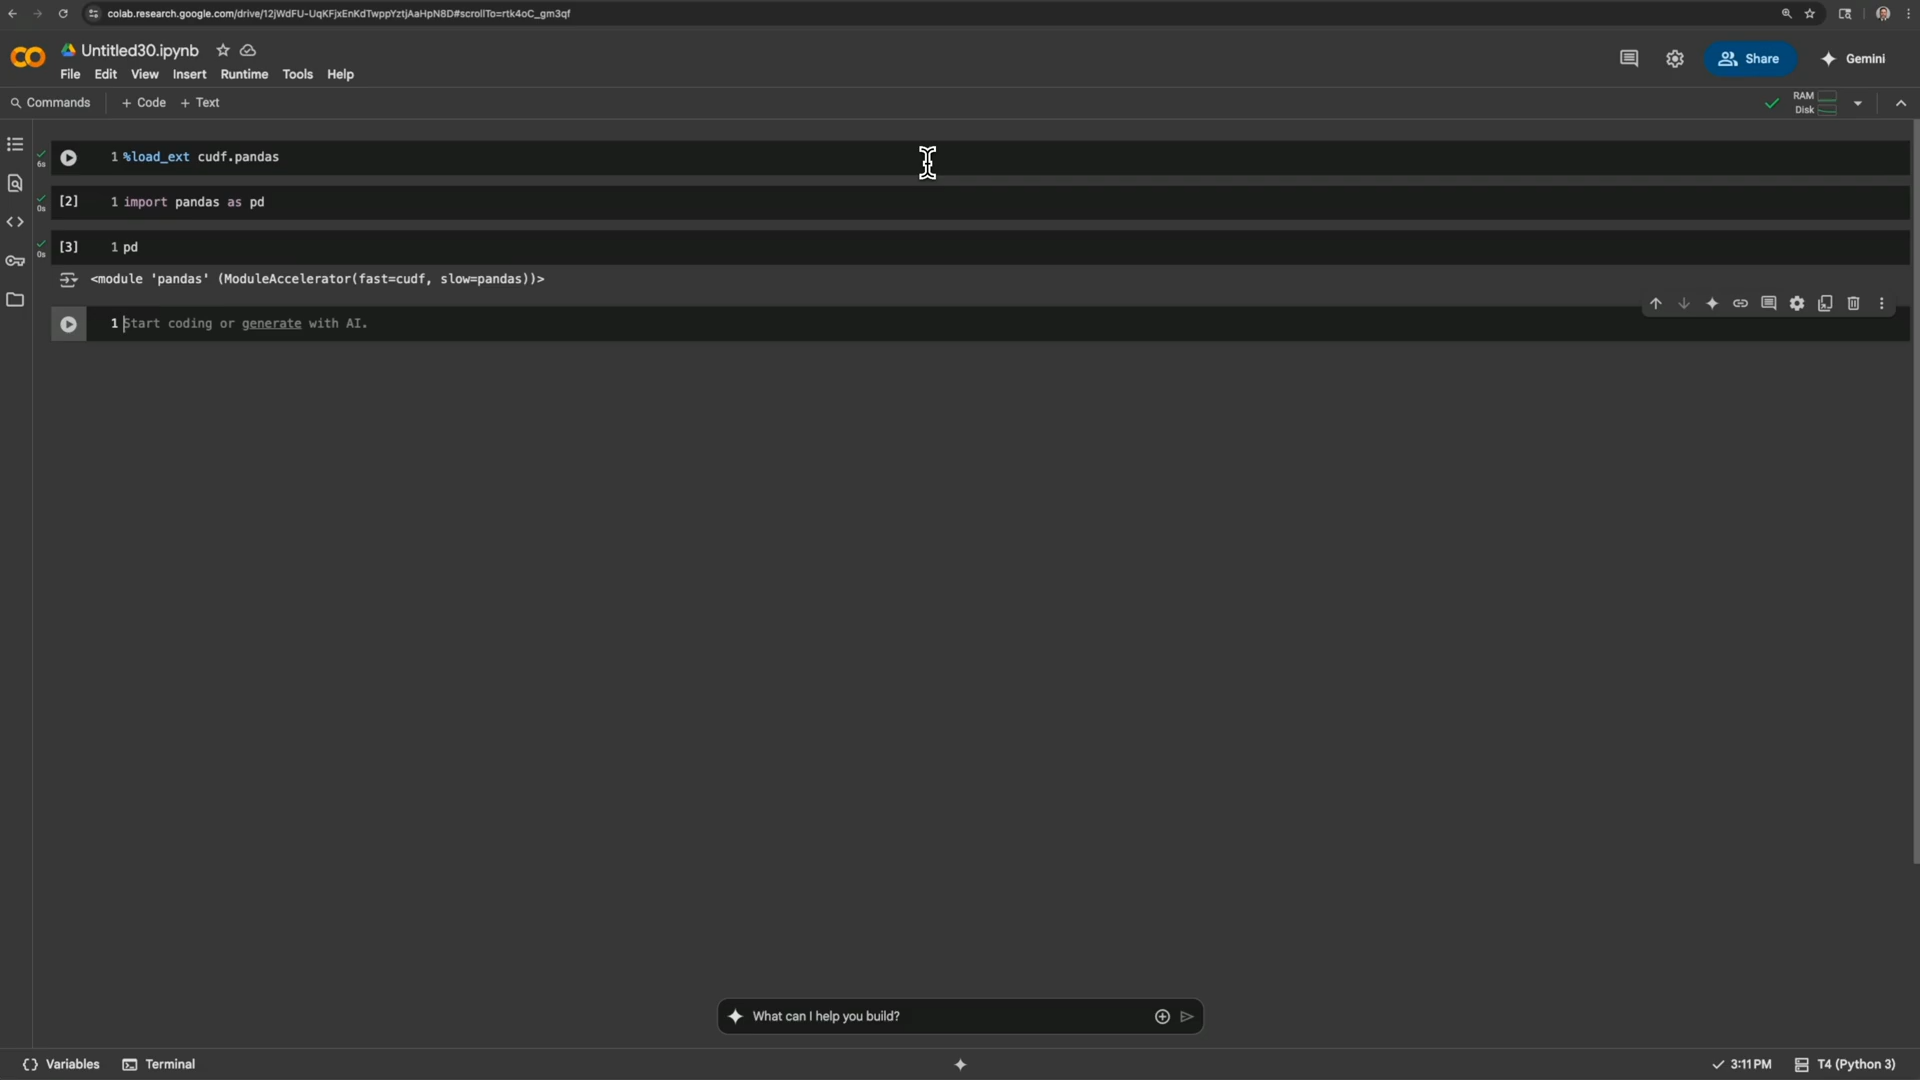 colab.research.google.com/drive/12jWdFU-UqKFjxEnKdTwppYztjAaHpN8D#scrollTo=rtk4oC_gm3qf
Untitled30.ipynb
File Edit View Insert Runtime Tools Help
Share
Gemini
Commands + Code + Text
RAM
Disk
6s
1 %load_ext cudf.pandas
0s
[2] 1 import pandas as pd
0s
[3] 1 pd
<module 'pandas' (ModuleAccelerator(fast=cudf, slow=pandas))>
1 Start coding or generate with AI.
What can I help you build?
Variables Terminal
3:11 PM T4 (Python 3)